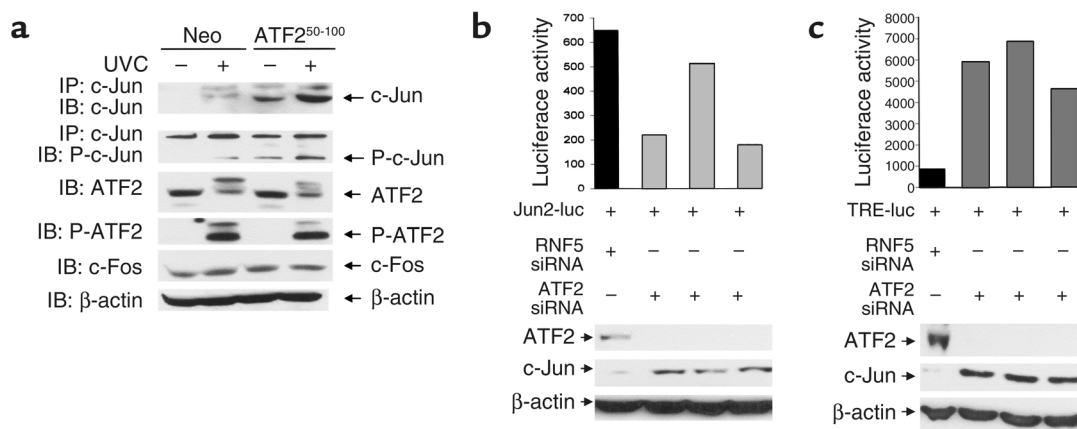 a
Neo ATF2⁵⁰⁻¹⁰⁰
UVC − + − +
IP: c-Jun
IB: c-Jun
c-Jun
IP: c-Jun
IB: P-c-Jun
P-c-Jun
IB: ATF2
ATF2
IB: P-ATF2
P-ATF2
IB: c-Fos
c-Fos
IB: β-actin
β-actin
b
Luciferace activity
700
600
500
400
300
200
100
0
Jun2-luc + + + +
RNF5
siRNA
+ − − −
ATF2
siRNA
− + + +
ATF2
c-Jun
β-actin
c
Luciferace activity
8000
7000
6000
5000
4000
3000
2000
1000
0
TRE-luc + + + +
RNF5
siRNA
+ − − −
ATF2
siRNA
− + + +
ATF2
c-Jun
β-actin